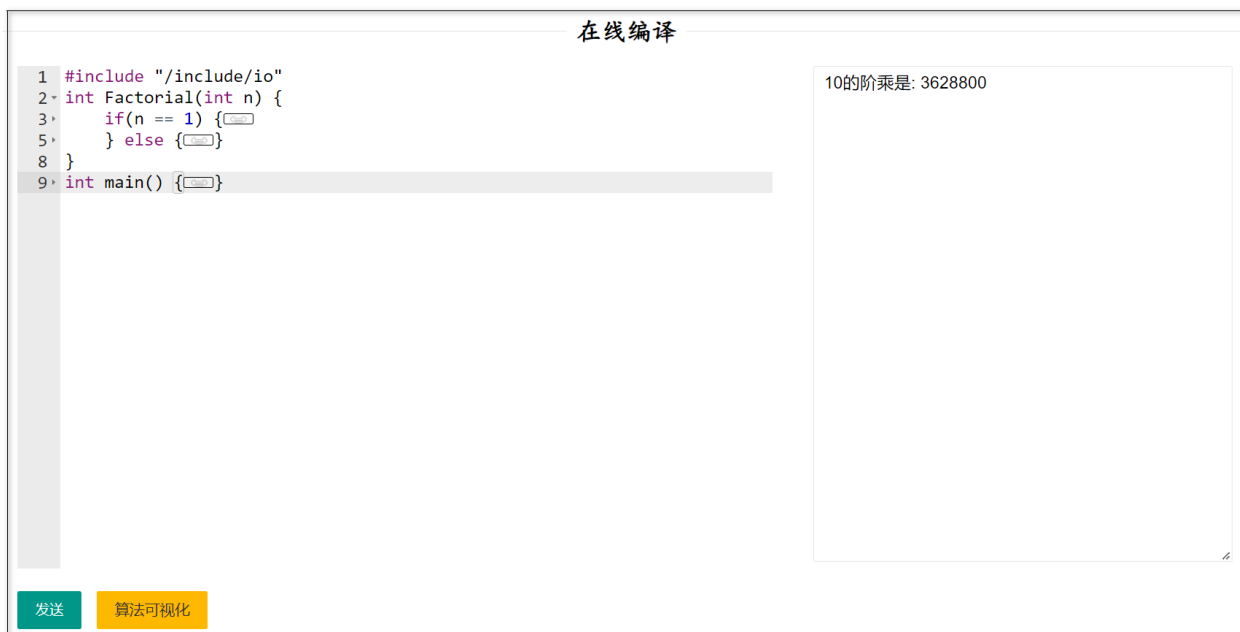 在线编译
1 #include "/include/io"
2 int Factorial(int n) {
3 if(n == 1) {
5 } else {}
8 }
9 int main() {}
10的阶乘是: 3628800
发送
算法可视化